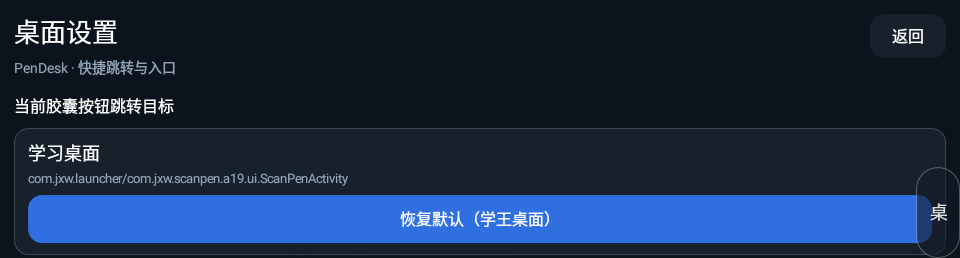 桌面设置
返回
PenDesk · 快捷跳转与入口
当前胶囊按钮跳转目标
学习桌面
com.jxw.launcher/com.jxw.scanpen.a19.ui.ScanPenActivity
恢复默认（学王桌面）
桌